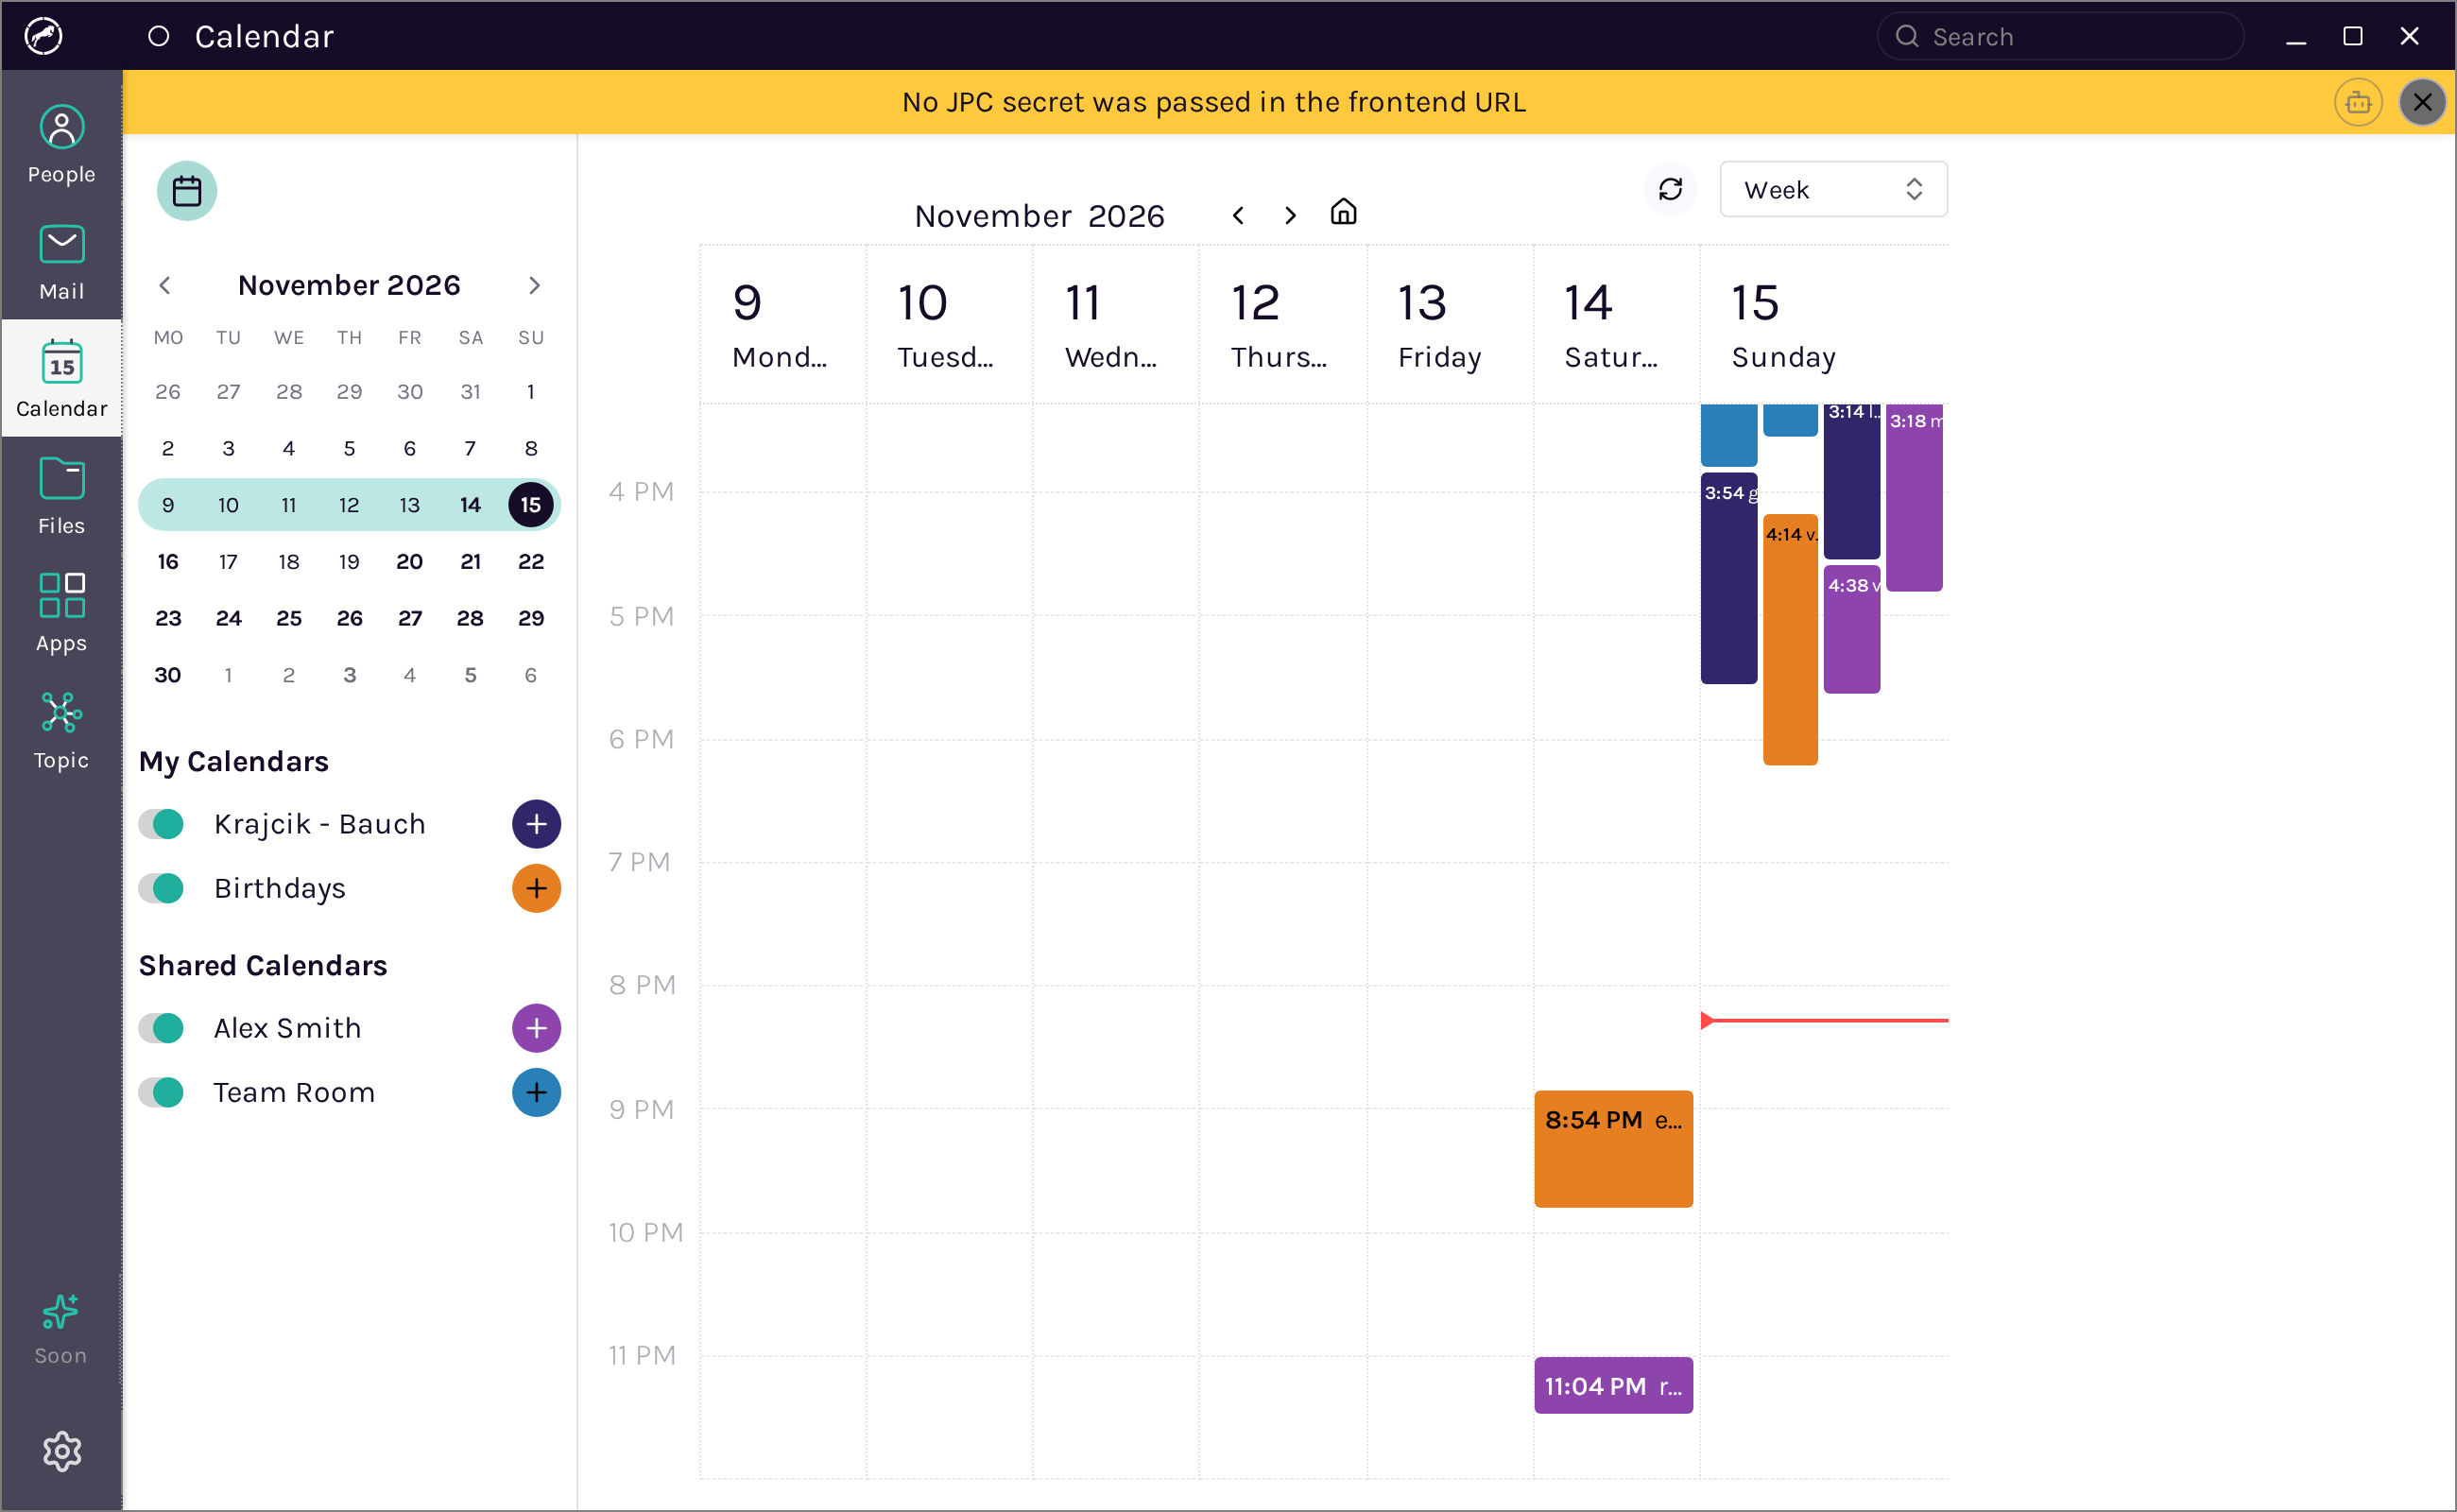 Calendar
Search
No JPC secret was passed in the frontend URL
People
Mail
15
Calendar
Files
Apps
Topic
Soon
November 2026
MO TU WE TH FR SA SU
26 27 28 29 30 31 1
2 3 4 5 6 7 8
9 10 11 12 13 14 15
16 17 18 19 20 21 22
23 24 25 26 27 28 29
30 1 2 3 4 5 6
My Calendars
Krajcik - Bauch
Birthdays
Shared Calendars
Alex Smith
Team Room
November 2026
Week
9 10 11 12 13 14 15
Mond... Tuesd... Wedn... Thurs... Friday Satur... Sunday
3:14
3:18 m
4 PM
3:54 g
4:14 v.
4:38 v
5 PM
6 PM
7 PM
8 PM
9 PM
8:54 PM e...
10 PM
11 PM
11:04 PM r...